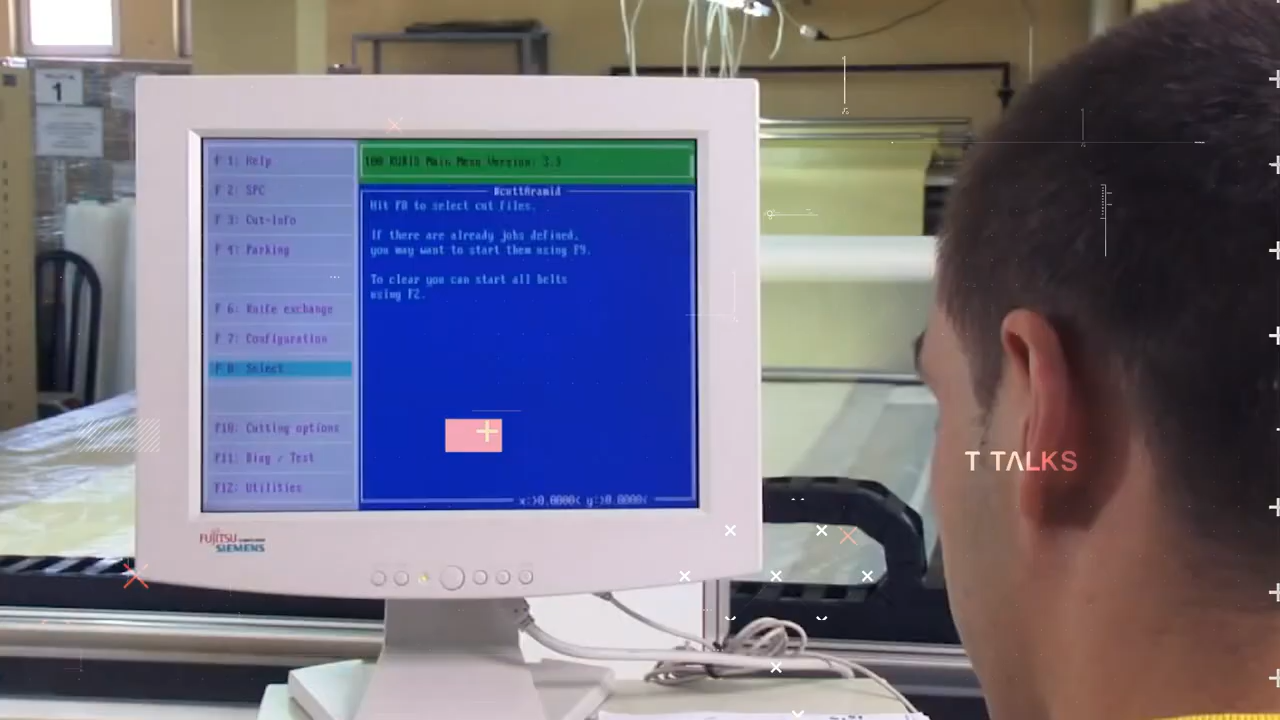 1
F 1: Help
F 2: SPC
F 3: Cut-Info
F 4: Parking
F 6: Knife exchange
F 7: Configuration
F 8: Select
F10: Cutting options
F11: Diag / Test
F12: Utilities
Main Menu Version: 3.3
Hit F8 to select cut files.
If there are already jobs defined,
you may want to start them using F9.
To clear you can start all belts
using F2.
x:>0.0000< y:>0.0000<
FUJITSU
SIEMENS
T TALKS